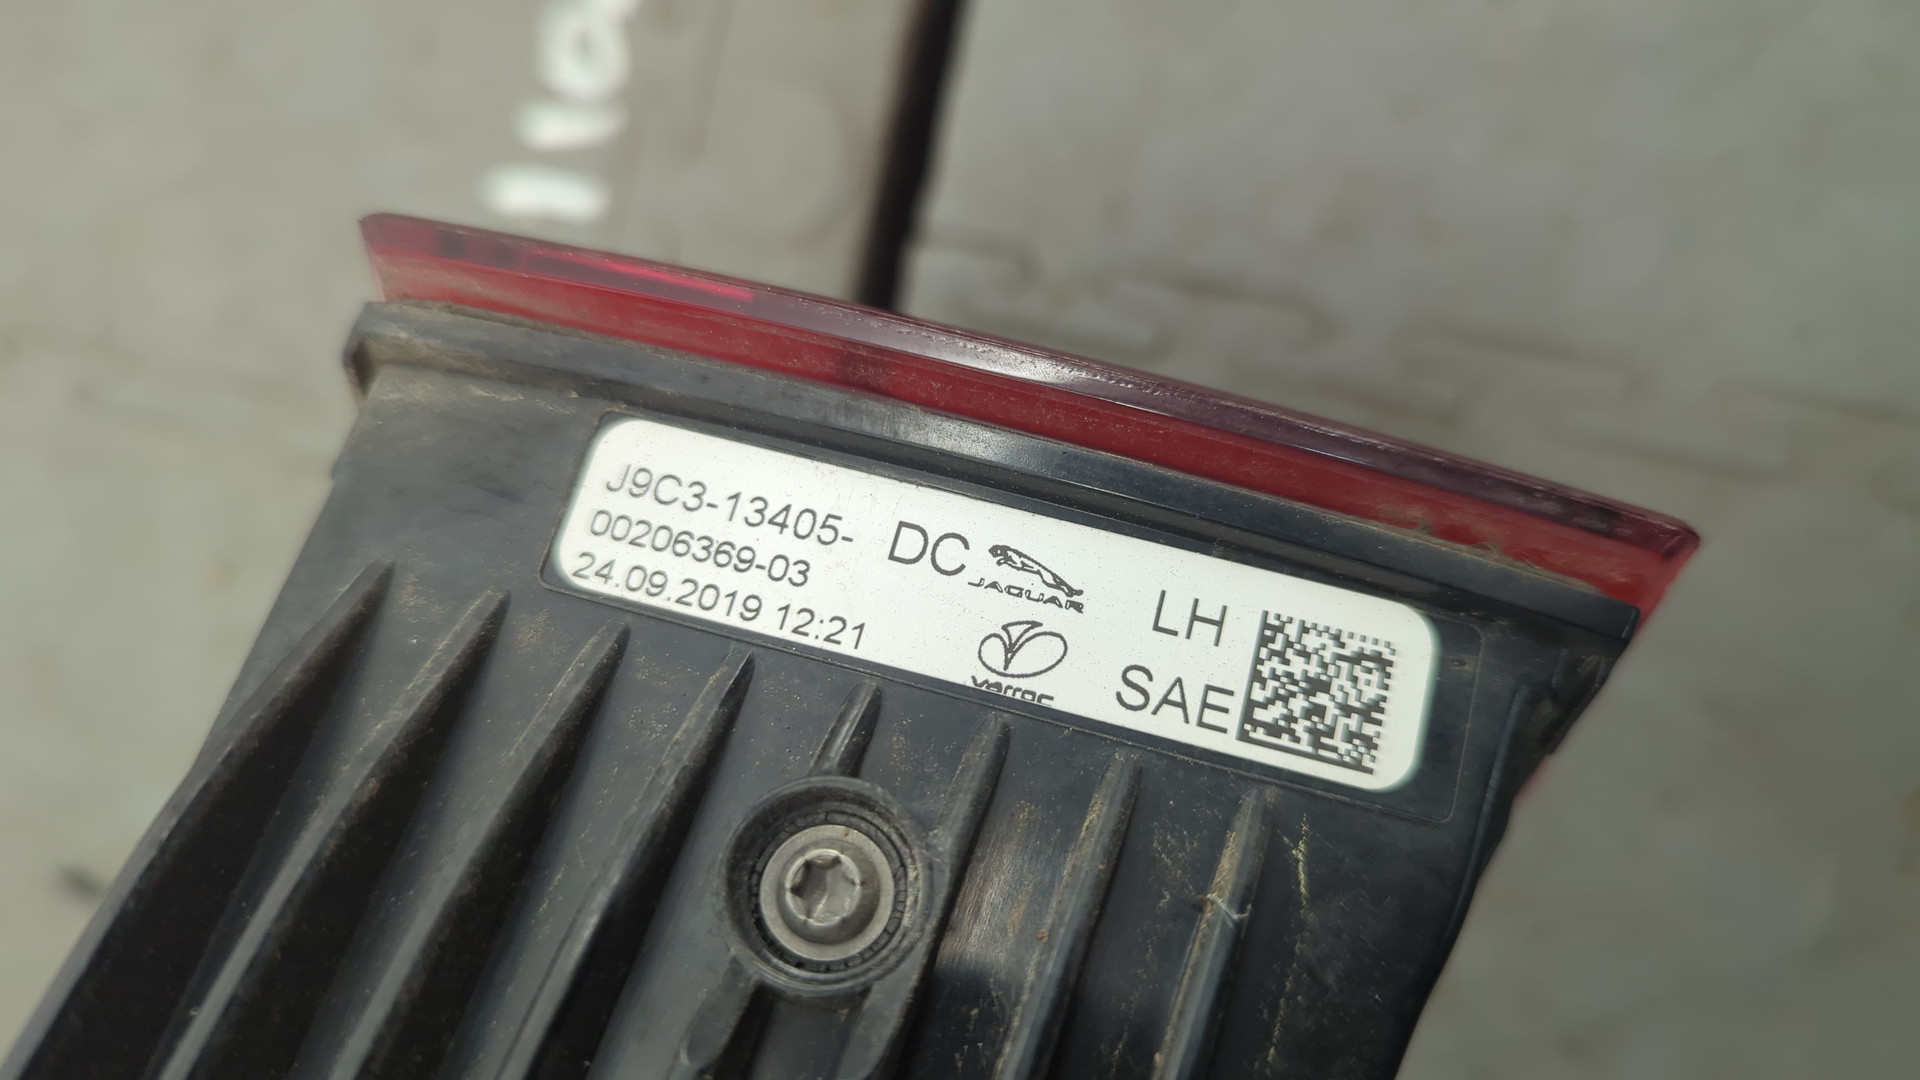 J9C3-13405- DC
00206369-03
24.09.2019 12:21
JAGUAR
varroc
LH
SAE